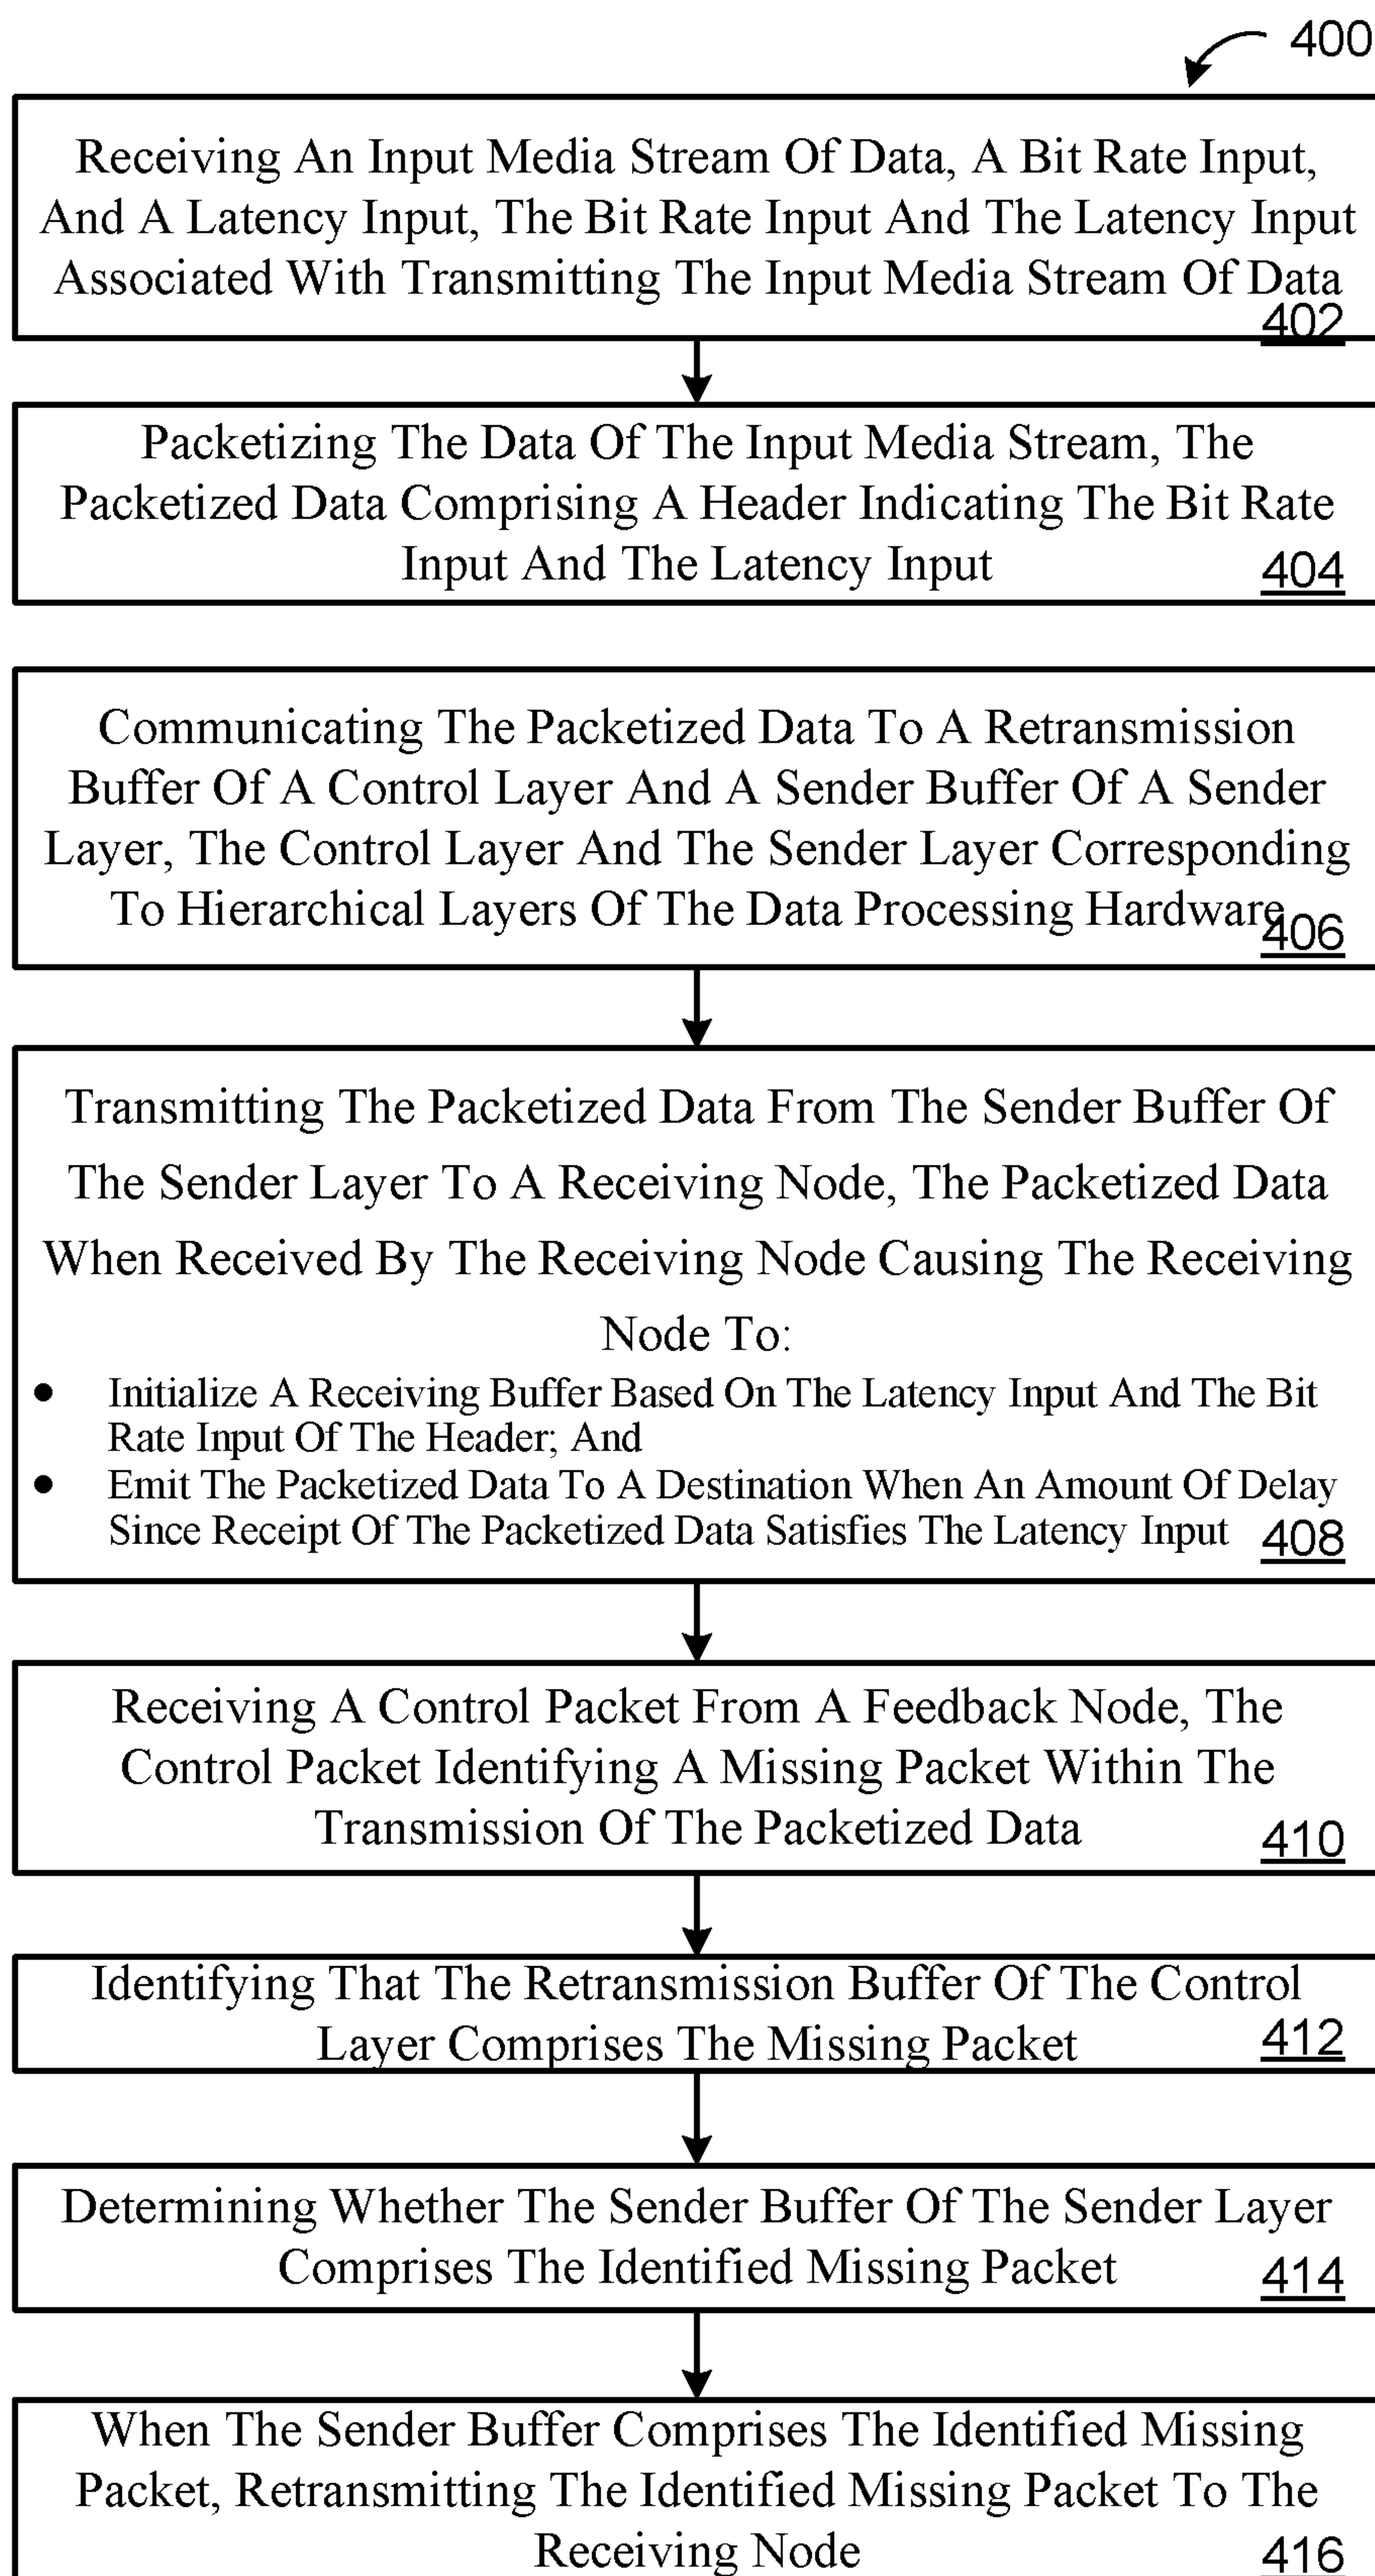 400
Receiving An Input Media Stream Of Data, A Bit Rate Input,
And A Latency Input, The Bit Rate Input And The Latency Input
Associated With Transmitting The Input Media Stream Of Data
402
Packetizing The Data Of The Input Media Stream, The
Packetized Data Comprising A Header Indicating The Bit Rate
Input And The Latency Input
404
Communicating The Packetized Data To A Retransmission
Buffer Of A Control Layer And A Sender Buffer Of A Sender
Layer, The Control Layer And The Sender Layer Corresponding
To Hierarchical Layers Of The Data Processing Hardware
406
Transmitting The Packetized Data From The Sender Buffer Of
The Sender Layer To A Receiving Node, The Packetized Data
When Received By The Receiving Node Causing The Receiving
Node To:
• Initialize A Receiving Buffer Based On The Latency Input And The Bit
Rate Input Of The Header; And
• Emit The Packetized Data To A Destination When An Amount Of Delay
Since Receipt Of The Packetized Data Satisfies The Latency Input
408
Receiving A Control Packet From A Feedback Node, The
Control Packet Identifying A Missing Packet Within The
Transmission Of The Packetized Data
410
Identifying That The Retransmission Buffer Of The Control
Layer Comprises The Missing Packet
412
Determining Whether The Sender Buffer Of The Sender Layer
Comprises The Identified Missing Packet
414
When The Sender Buffer Comprises The Identified Missing
Packet, Retransmitting The Identified Missing Packet To The
Receiving Node
416